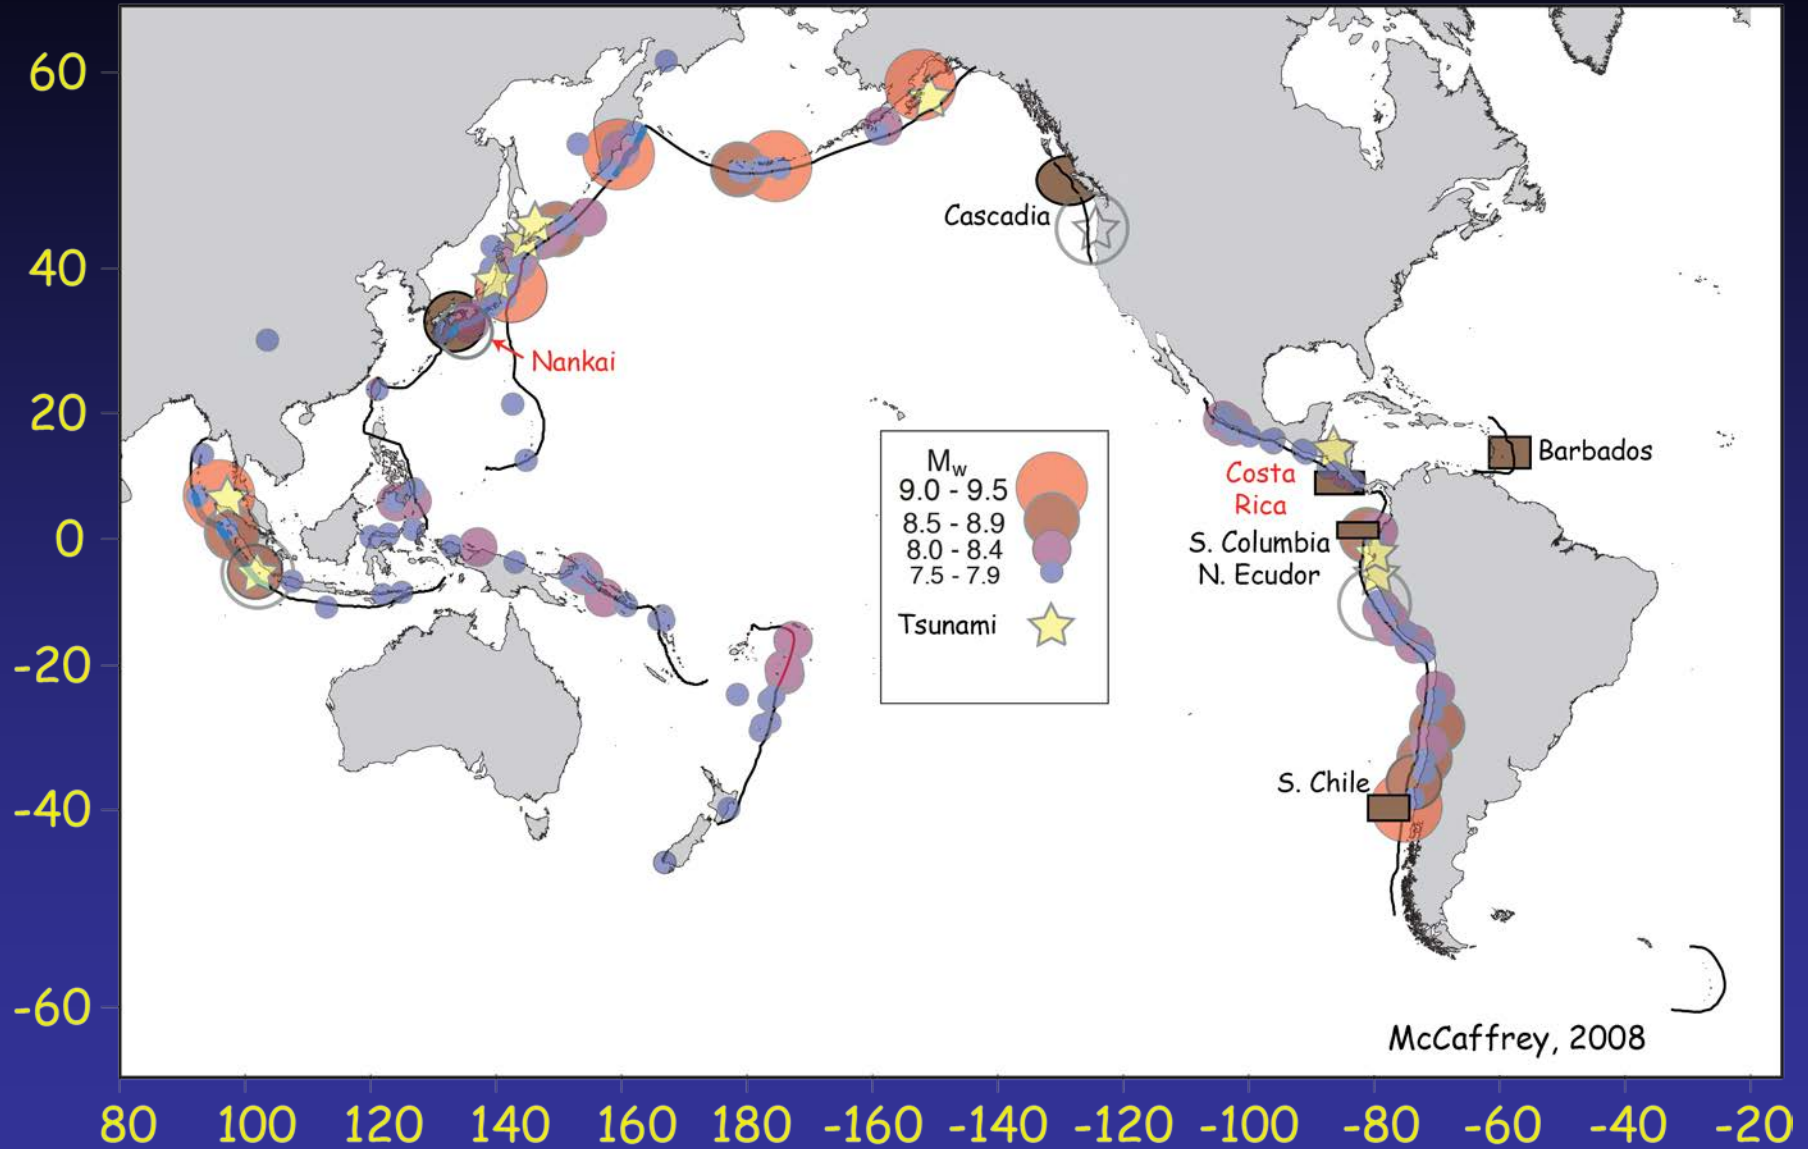 60
40
20
0
-20
-40
-60
Cascadia
Nankai
Mw
9.0 - 9.5
8.5 - 8.9
8.0 - 8.4
7.5 - 7.9
Tsunami
Costa
Rica
Barbados
S. Columbia
N. Ecudor
S. Chile
McCaffrey, 2008
80 100 120 140 160 180 -160 -140 -120 -100 -80 -60 -40 -20